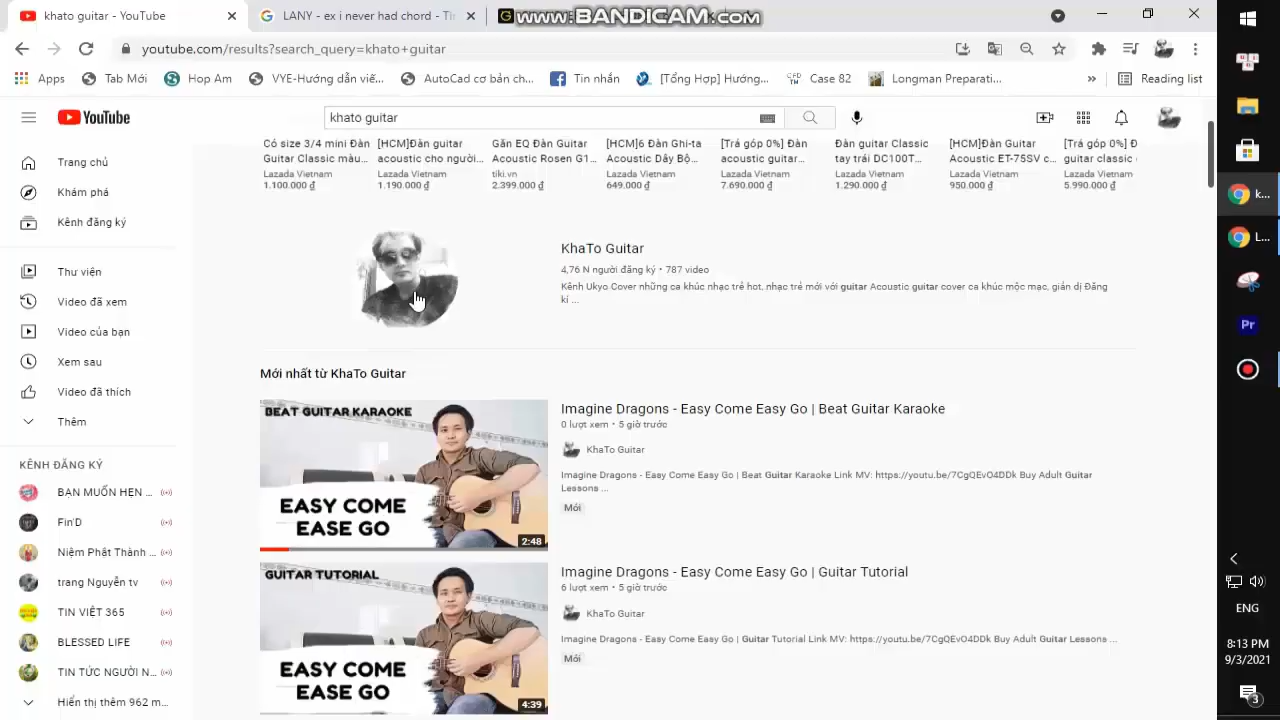 khato guitar - YouTube
LANY - ex i never had chord - Ti
www.BANDICAM.com
youtube.com/results?search_query=khato+guitar
Apps
Tab Mới
Hop Am
VYE-Hướng dẫn viế...
AutoCad cơ bản ch...
Tin nhắn
[Tổng Hợp] Hướng...
Case 82
Longman Preparati...
»
Reading list
YouTube
khato guitar
Có size 3/4 mini Đàn Guitar Classic màu...
Lazada Vietnam
1.100.000 ₫
[HCM]Đàn guitar acoustic cho người...
Lazada Vietnam
1.190.000 ₫
Gắn EQ Đàn Guitar Acoustic Rosen G1...
tiki.vn
2.399.000 ₫
[HCM]6 Đàn Ghi-ta Acoustic Dây Bộ...
Lazada Vietnam
649.000 ₫
[Trả góp 0%] Đàn acoustic guitar...
Lazada Vietnam
7.690.000 ₫
Đàn guitar Classic tay trái DC100T...
Lazada Vietnam
1.290.000 ₫
[HCM]Đàn Guitar Acoustic ET-75SV c...
Lazada Vietnam
950.000 ₫
[Trả góp 0%] Đàn guitar classic
Lazada Vietnam
5.990.000 ₫
Trang chủ
Khám phá
Kênh đăng ký
Thư viện
Video đã xem
Video của bạn
Xem sau
Video đã thích
Thêm
KÊNH ĐĂNG KÝ
BẠN MUỐN HẸN ...
Fin'D
Niệm Phật Thành ...
trang Nguyễn tv
TIN VIỆT 365
BLESSED LIFE
TIN TỨC NGƯỜI N...
Hiển thị thêm 962 m...
KhaTo Guitar
4,76 N người đăng ký • 787 video
Kênh Ukyo Cover những ca khúc nhạc trẻ hot, nhạc trẻ mới với guitar Acoustic guitar cover ca khúc mộc mạc, giản dị Đăng
kí ...
Mới nhất từ KhaTo Guitar
BEAT GUITAR KARAOKE
EASY COME
EASE GO
2:48
Imagine Dragons - Easy Come Easy Go | Beat Guitar Karaoke
0 lượt xem • 5 giờ trước
KhaTo Guitar
Imagine Dragons - Easy Come Easy Go | Beat Guitar Karaoke Link MV: https://youtu.be/7CgQEvO4DDk Buy Adult Guitar
Lessons ...
Mới
GUITAR TUTORIAL
EASY COME
EASE GO
4:39
Imagine Dragons - Easy Come Easy Go | Guitar Tutorial
6 lượt xem • 5 giờ trước
KhaTo Guitar
Imagine Dragons - Easy Come Easy Go | Guitar Tutorial Link MV: https://youtu.be/7CgQEvO4DDk Buy Adult Guitar Lessons ...
Mới
k...
L...
Pr
ENG
8:13 PM
9/3/2021
3